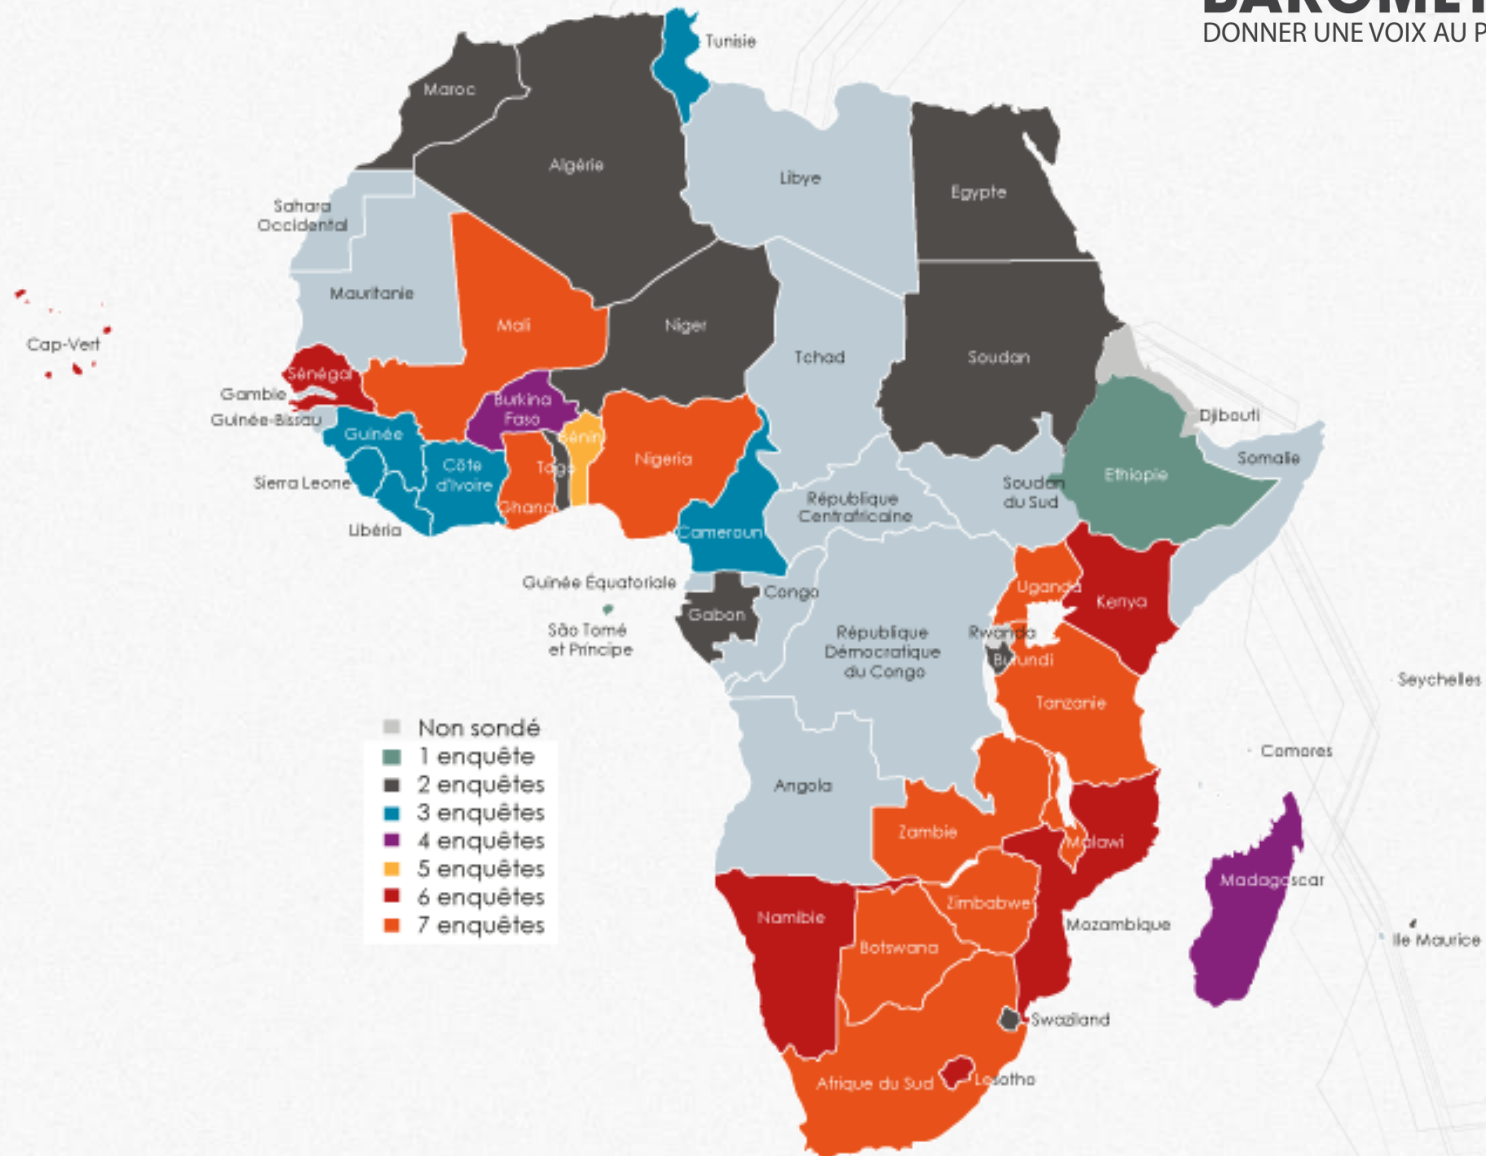 BAROMET
DONNER UNE VOIX AU P
Tunisie
Maroc
Algérie
Libye
Egypte
Sahara
Occidental
Mauritanie
Mali
Niger
Tchad
Soudan
Cap-Vert
Sénégal
Gambie
Guinée-Bissau
Burkina
Faso
Djibouti
Guinée
Bénin
Togo
Nigeria
Somalie
Côte
d'Ivoire
Sierra Leone
Ethiopie
Soudan
du Sud
République
Centrafricaine
Ghana
Libéria
Cameroun
Guinée Équatoriale
Congo
Uganda
Kenya
Gabon
São Tomé
et Príncipe
République
Démocratique
du Congo
Rwanda
Burundi
Seychelles
Tanzanie
Non sondé
1 enquête
2 enquêtes
3 enquêtes
4 enquêtes
5 enquêtes
6 enquêtes
7 enquêtes
Comores
Angola
Zambie
Malawi
Madagascar
Zimbabwe
Namibie
Mozambique
Ile Maurice
Botswana
Swaziland
Afrique du Sud
Lesotho